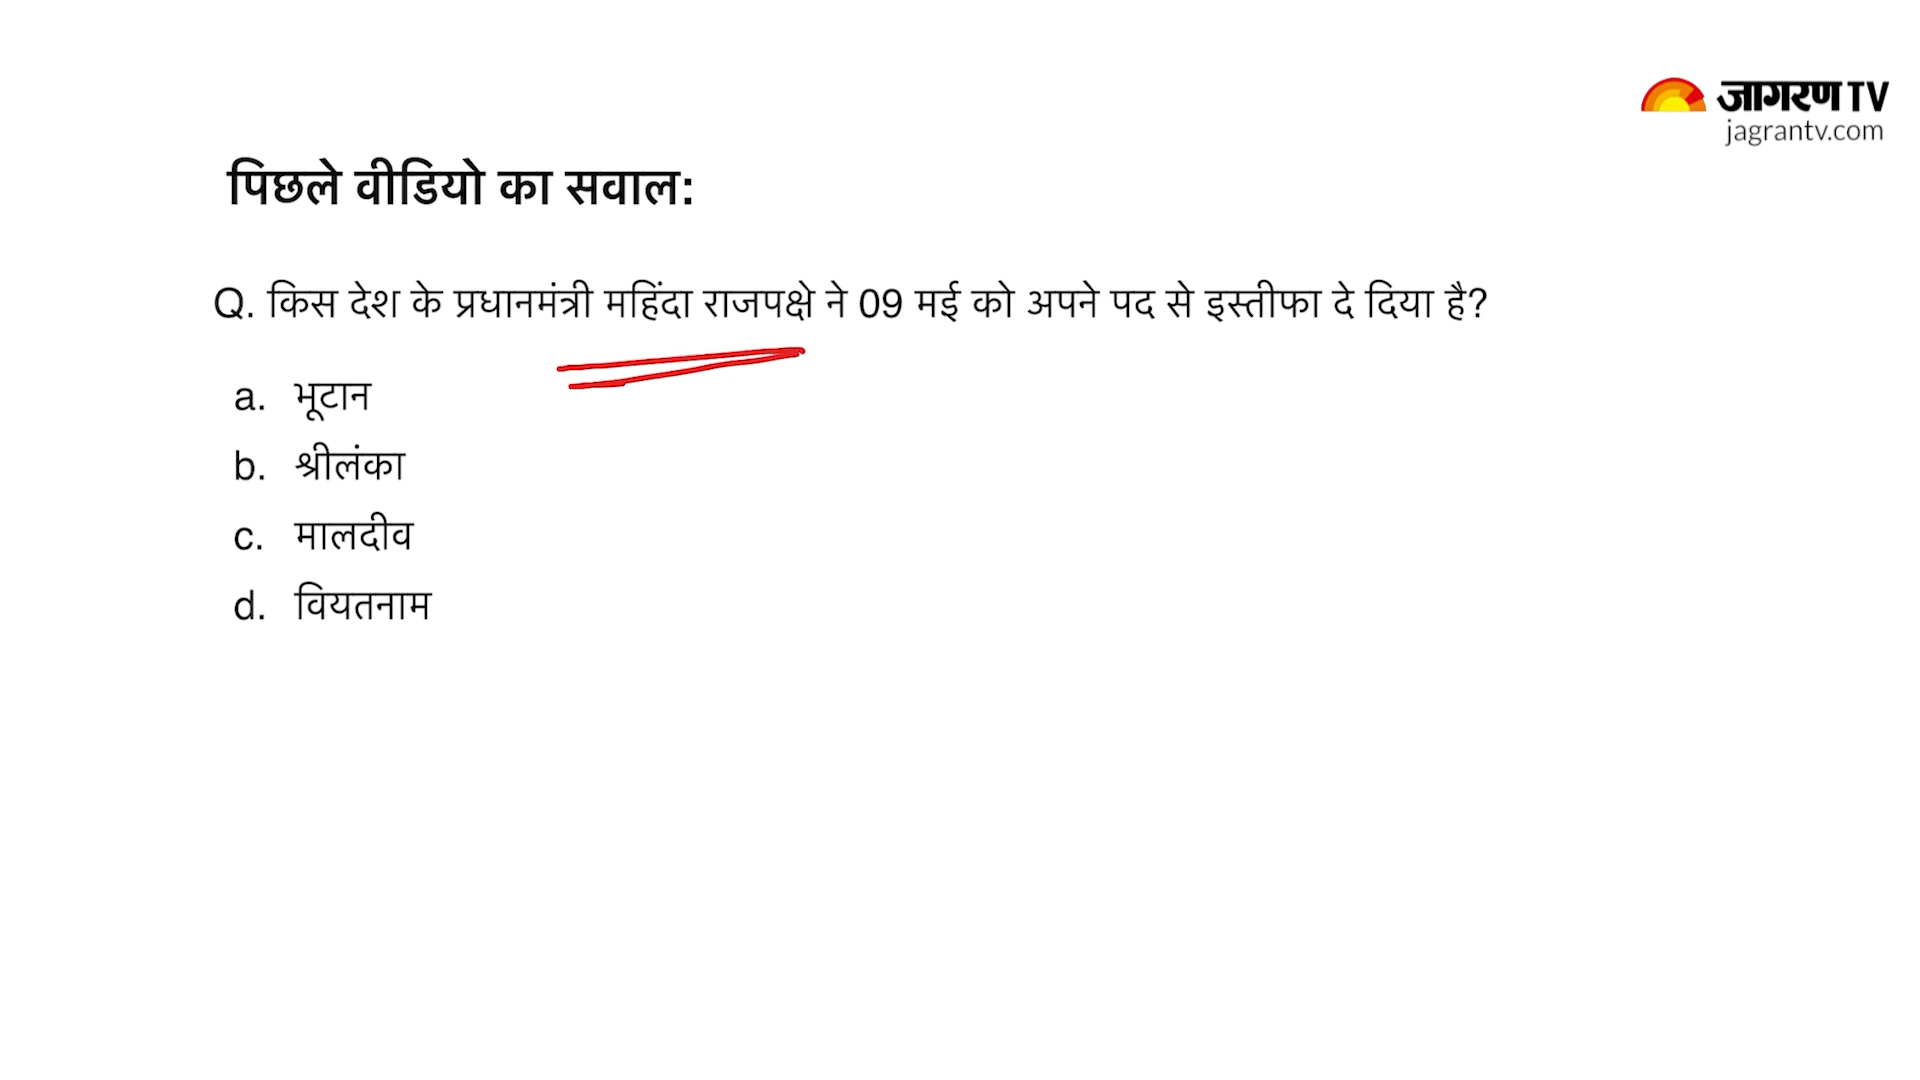 जागरण TV
jagrantv.com
पिछले वीडियो का सवाल:
Q. किस देश के प्रधानमंत्री महिंदा राजपक्षे ने 09 मई को अपने पद से इस्तीफा दे दिया है?
a. भूटान
b. श्रीलंका
c. मालदीव
d. वियतनाम